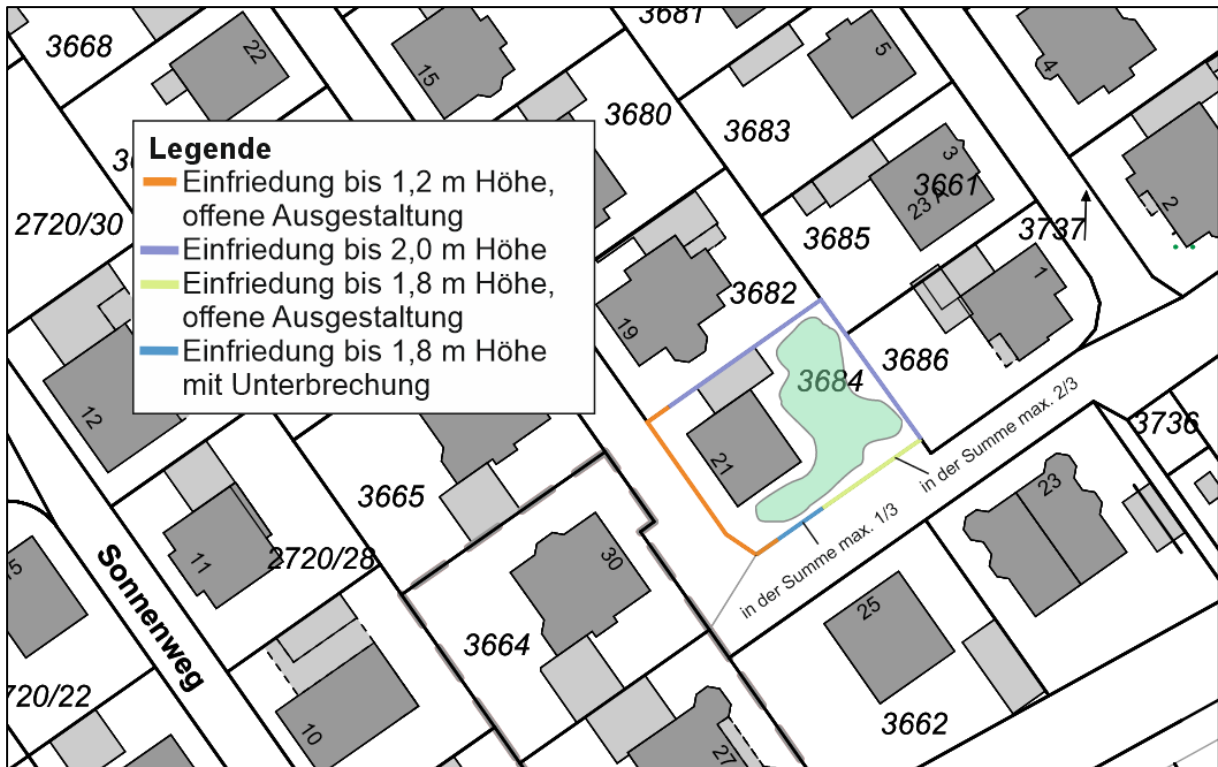 3668
22
15
3681
5
4
3680
3683
3
3661
23 A
2
Legende
Einfriedung bis 1,2 m Höhe,
offene Ausgestaltung
Einfriedung bis 2,0 m Höhe
Einfriedung bis 1,8 m Höhe,
offene Ausgestaltung
Einfriedung bis 1,8 m Höhe
mit Unterbrechung
2720/30
3685
3737
1
3682
19
3686
3684
12
21
in der Summe max. 2/3
in der Summe max. 1/3
3736
23
3665
11
2720/28
30
25
Sonnenweg
3664
720/22
10
3662
27